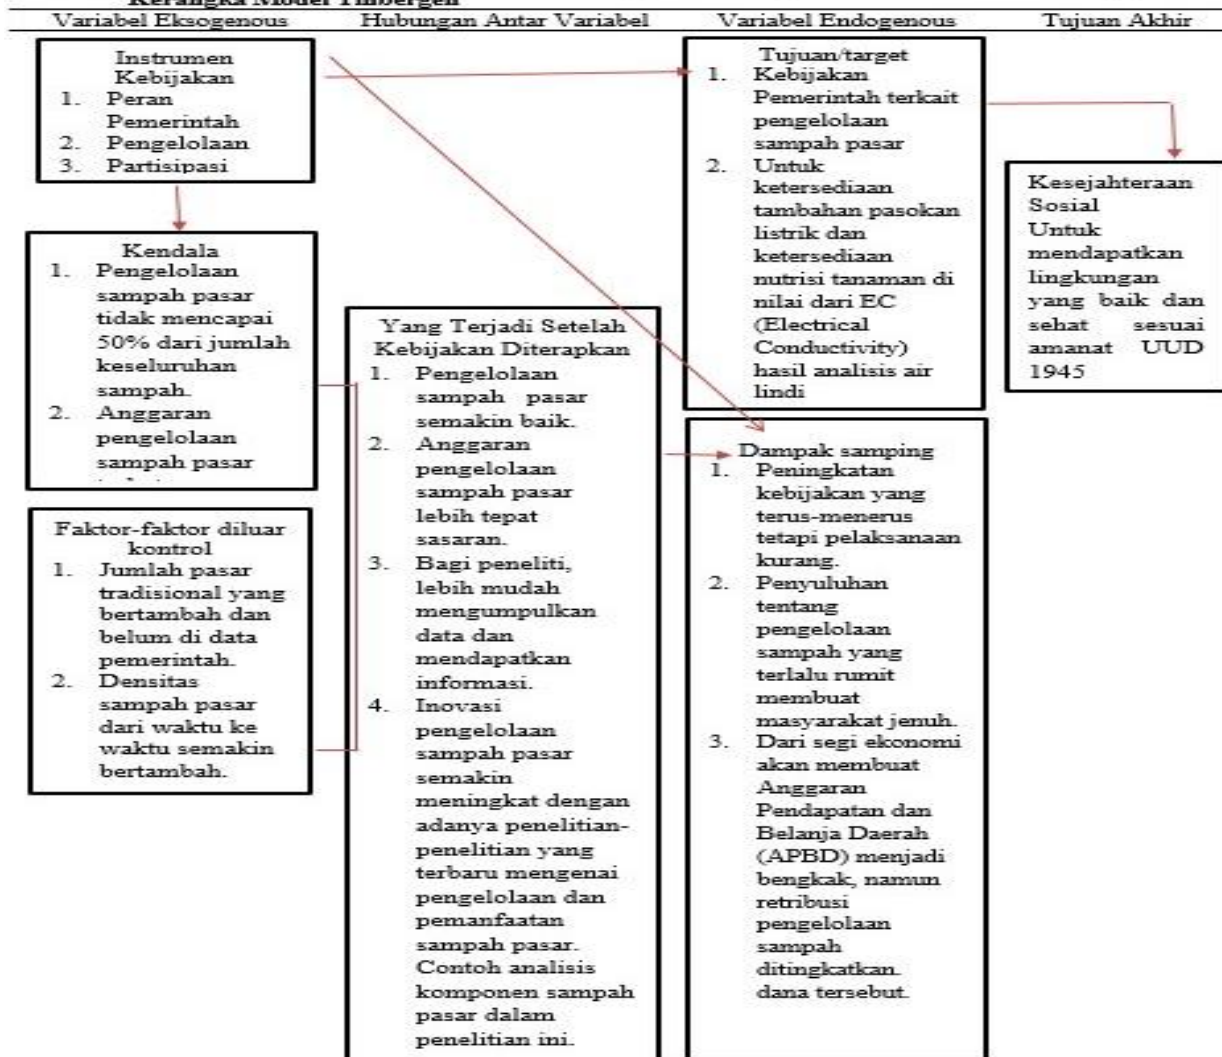 Kerangka Model Tinbergen
Variabel Eksogenous
Hubungan Antar Variabel
Variabel Endogenous
Tujuan Akhir
Instrumen
Kebijakan
1. Peran
Pemerintah
2. Pengelolaan
3. Partisipasi
Kendala
1. Pengelolaan
sampah pasar
tidak mencapai
50% dari jumlah
keseluruhan
sampah.
2. Anggaran
pengelolaan
sampah pasar
Faktor-faktor diluar
kontrol
1. Jumlah pasar
tradisional yang
bertambah dan
belum di data
pemerintah.
2. Densitas
sampah pasar
dari waktu ke
waktu semakin
bertambah.
Yang Terjadi Setelah
Kebijakan Diterapkan
1. Pengelolaan
sampah pasar
semakin baik.
2. Anggaran
pengelolaan
sampah pasar
lebih tepat
sasaran.
3. Bagi peneliti,
lebih mudah
mengumpulkan
data dan
mendapatkan
informasi.
4. Inovasi
pengelolaan
sampah pasar
semakin
meningkat dengan
adanya penelitian-
penelitian yang
terbaru mengenai
pengelolaan dan
pemanfaatan
sampah pasar.
Contoh analisis
komponen sampah
pasar dalam
penelitian ini.
Tujuan/target
1. Kebijakan
Pemerintah terkait
pengelolaan
sampah pasar
2. Untuk
ketersediaan
tambahan pasokan
listrik dan
ketersediaan
nutrisi tanaman di
nilai dari EC
(Electrical
Conductivity)
hasil analisis air
lindi
Dampak samping
1. Peningkatan
kebijakan yang
terus-menerus
tetapi pelaksanaan
kurang.
2. Penyuluhan
tentang
pengelolaan
sampah yang
terlalu rumit
membuat
masyarakat jenuh.
3. Dari segi ekonomi
akan membuat
Anggaran
Pendapatan dan
Belanja Daerah
(APBD) menjadi
bengkak, namun
retribusi
pengelolaan
sampah
ditingkatkan.
dana tersebut.
Kesejahteraan
Sosial
Untuk
mendapatkan
lingkungan
yang baik dan
sehat sesuai
amanat UUD
1945